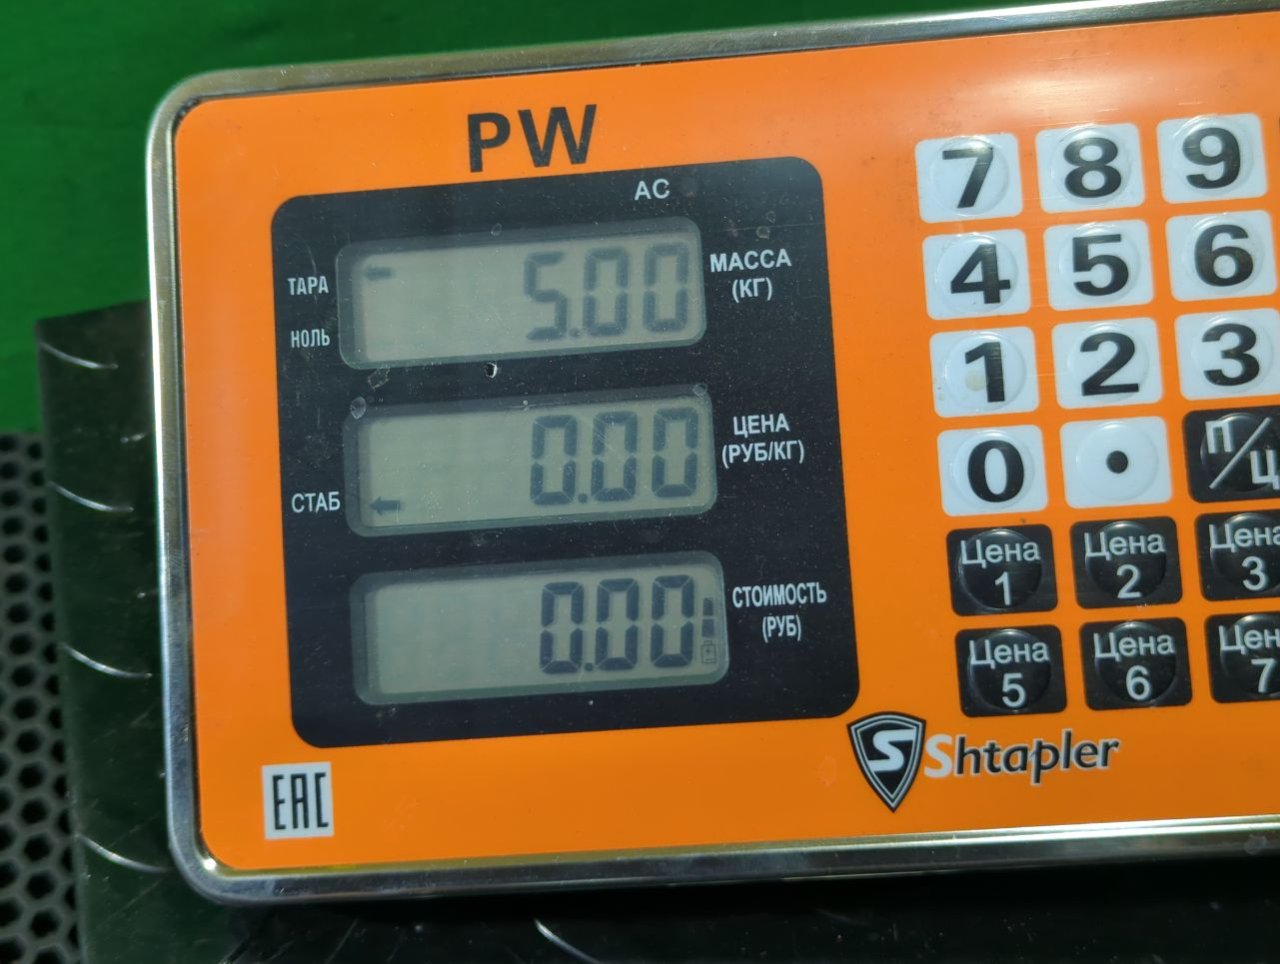 PW
AC
ТАРА
НОЛЬ
5.00
МАССА
(КГ)
СТАБ
0.00
ЦЕНА
(РУБ/КГ)
0.00
СТОИМОСТЬ
(РУБ)
EAC
Shtapler
7 8 9
4 5 6
1 2 3
0 . П/Ц
Цена 1 Цена 2 Цена 3
Цена 5 Цена 6 Цена 7